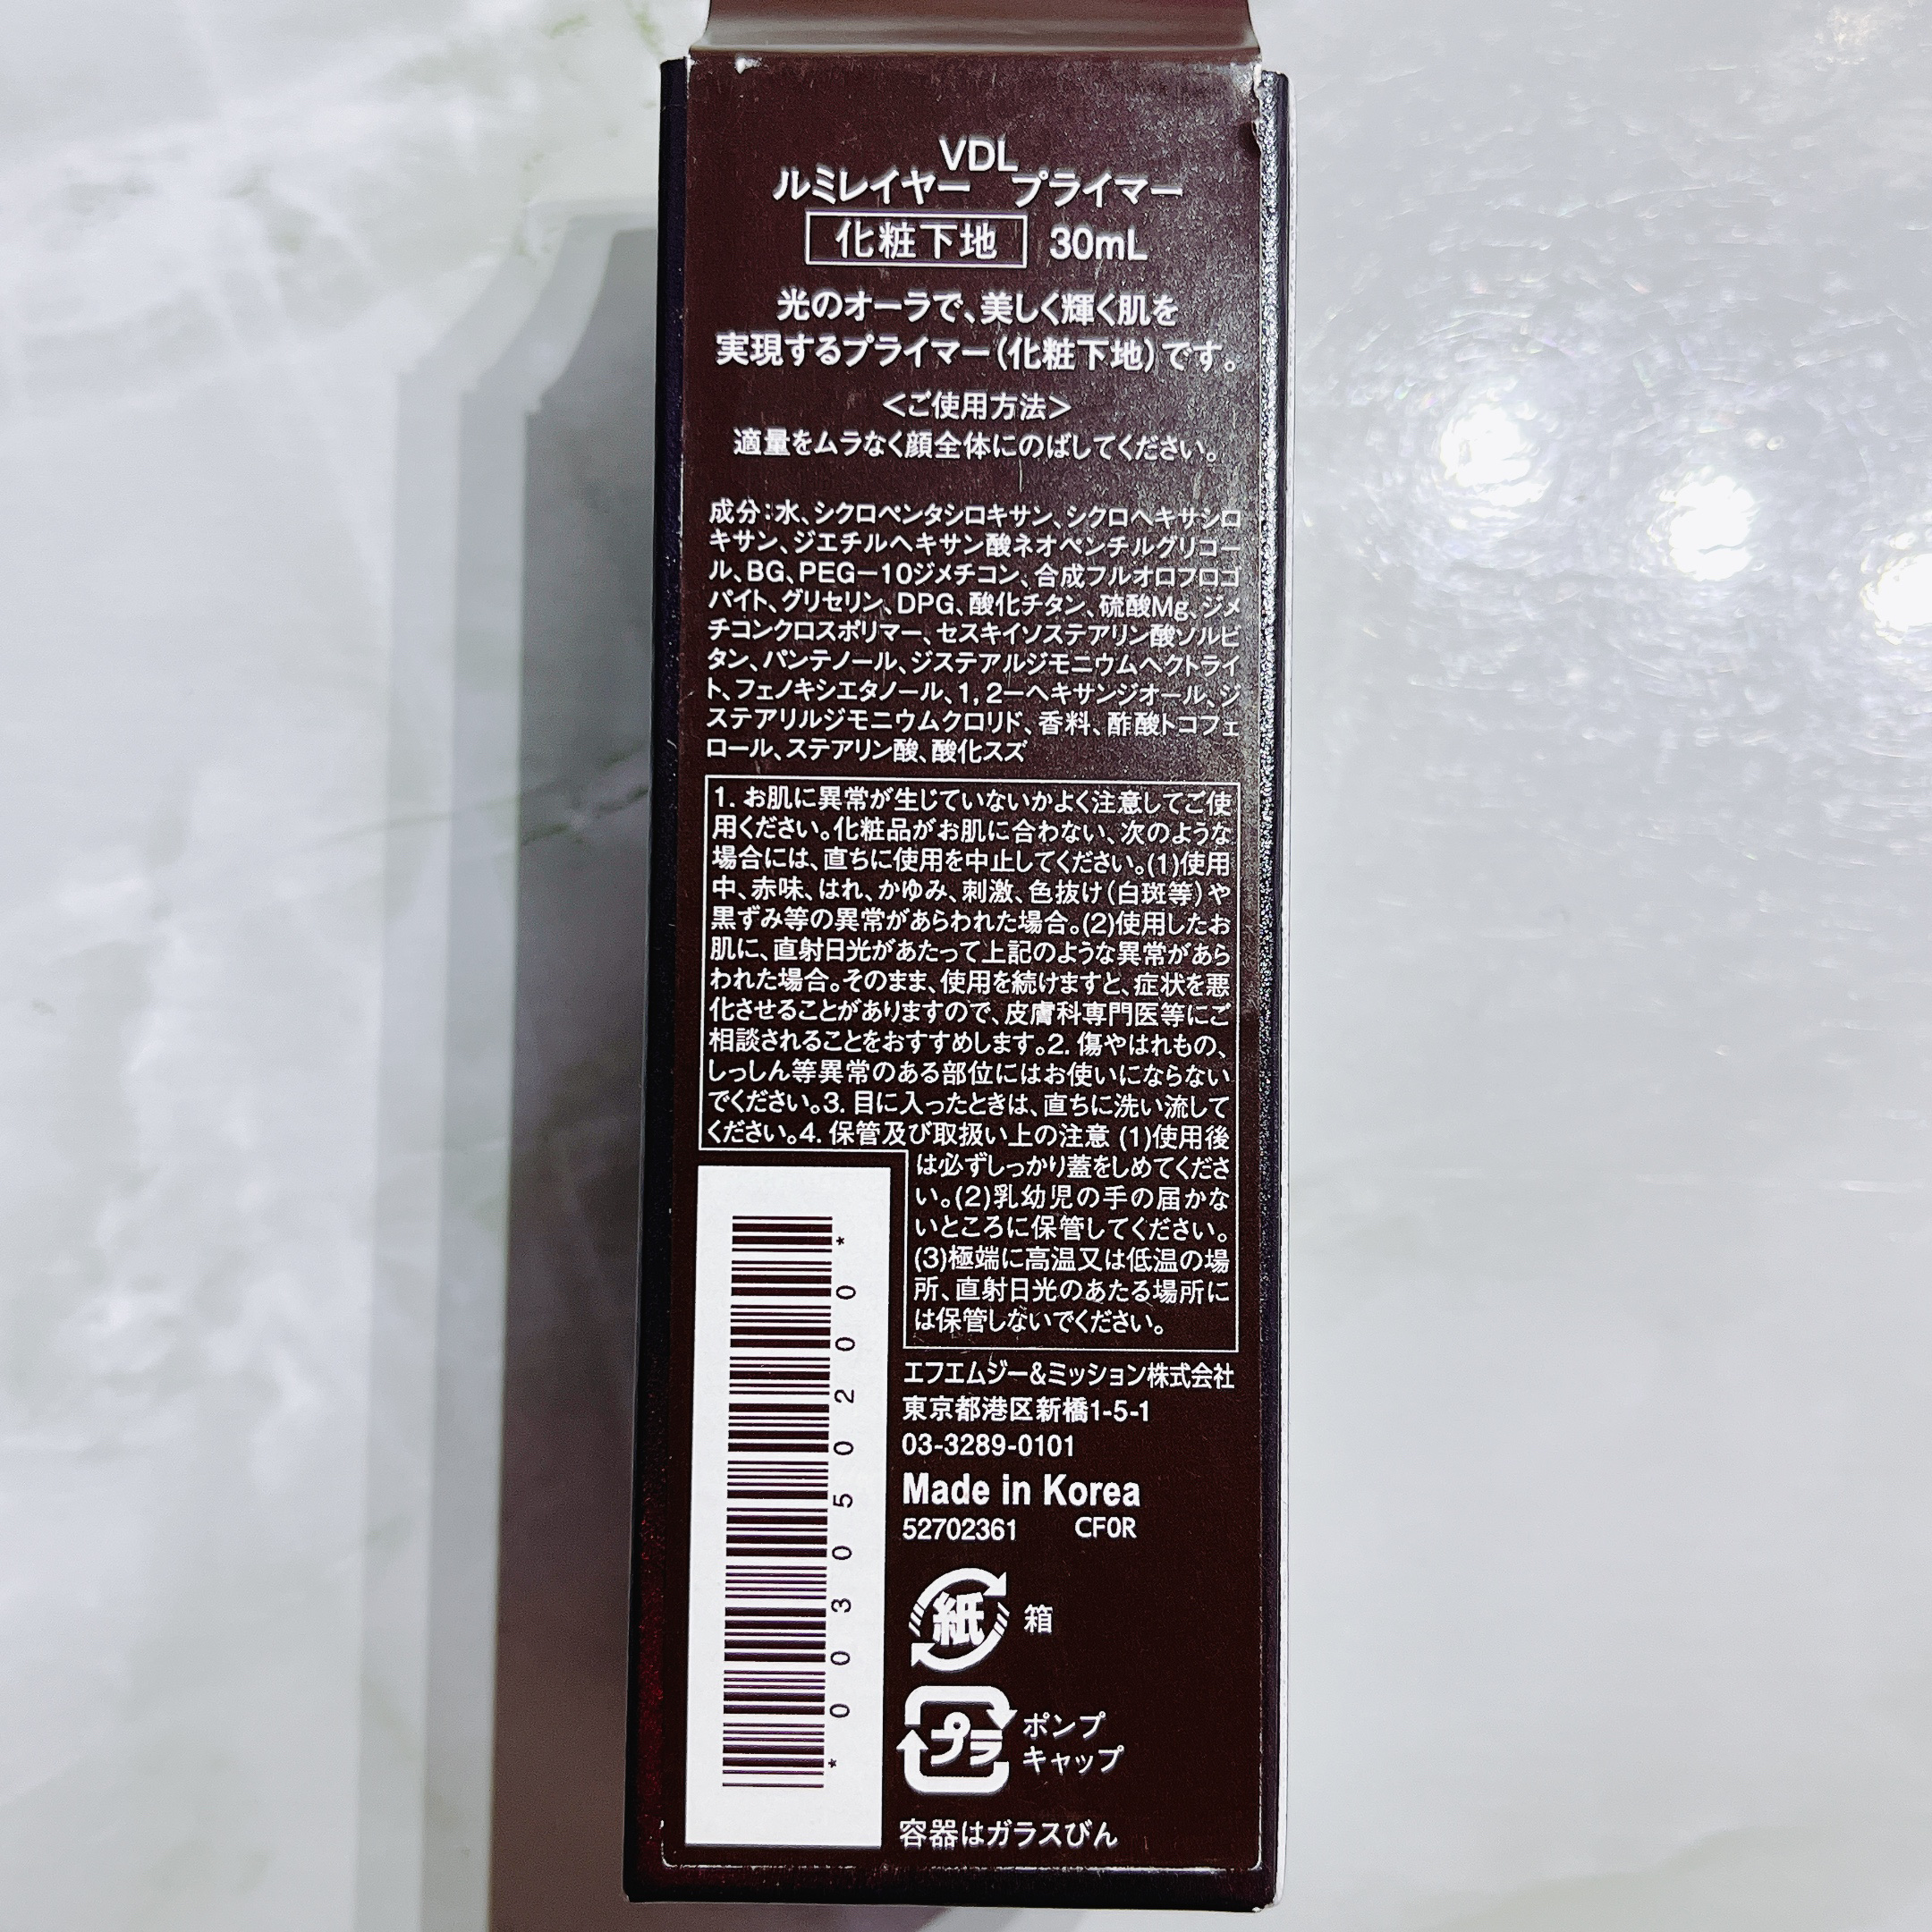 VDL
ルミレイヤー プライマー
化粧下地 30mL
光のオーラで、美しく輝く肌を
実現するプライマー(化粧下地)です。
<ご使用方法>
適量をムラなく顔全体にのばしてください。
成分:水、シクロペンタシロキサン、シクロヘキサシロ
キサン、ジエチルヘキサン酸ネオペンチルグリコー
ル、BG、PEG-10ジメチコン、合成フルオロフロゴ
パイト、グリセリン、DPG、酸化チタン、硫酸Mg、ジメ
チコンクロスポリマー、セスキイソステアリン酸ソルビ
タン、パンテノール、ジステアルジモニウムヘクトライ
ト、フェノキシエタノール、1,2-ヘキサンジオール、ジ
ステアリルジモニウムクロリド、香料、酢酸トコフェ
ロール、ステアリン酸、酸化スズ
1. お肌に異常が生じていないかよく注意してご使
用ください。化粧品がお肌に合わない、次のような
場合には、直ちに使用を中止してください。(1)使用
中、赤味、はれ、かゆみ、刺激、色抜け(白斑等)や
黒ずみ等の異常があらわれた場合。(2)使用したお
肌に、直射日光があたって上記のような異常があら
われた場合。そのまま、使用を続けますと、症状を悪
化させることがありますので、皮膚科専門医等にご
相談されることをおすすめします。2. 傷やはれもの、
しっしん等異常のある部位にはお使いにならない
でください。3. 目に入ったときは、直ちに洗い流して
ください。4. 保管及び取扱い上の注意 (1)使用後
は必ずしっかり蓋をしめてくださ
い。(2)乳幼児の手の届かな
いところに保管してください。
(3)極端に高温又は低温の場
所、直射日光のあたる場所に
は保管しないでください。
*002050300*
エフエムジー&ミッション株式会社
東京都港区新橋1-5-1
03-3289-0101
Made in Korea
52702361 CF0R
紙 箱
プラ ポンプ
キャップ
容器はガラスびん